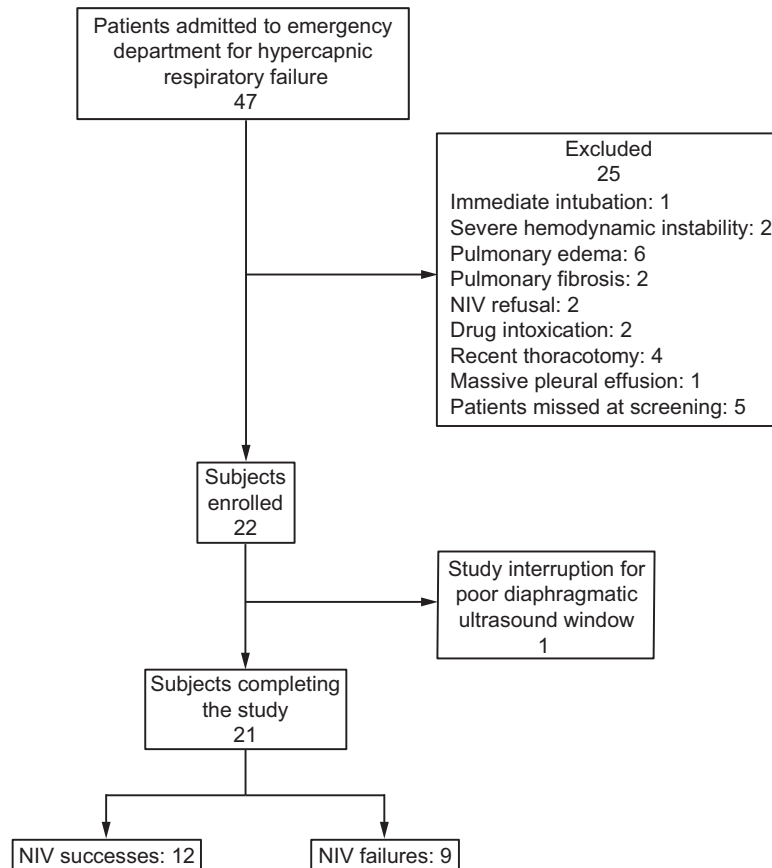 Patients admitted to emergency
department for hypercapnic
respiratory failure
47
Excluded
25
Immediate intubation: 1
Severe hemodynamic instability: 2
Pulmonary edema: 6
Pulmonary fibrosis: 2
NIV refusal: 2
Drug intoxication: 2
Recent thoracotomy: 4
Massive pleural effusion: 1
Patients missed at screening: 5
Subjects
enrolled
22
Study interruption for
poor diaphragmatic
ultrasound window
1
Subjects completing
the study
21
NIV successes: 12
NIV failures: 9